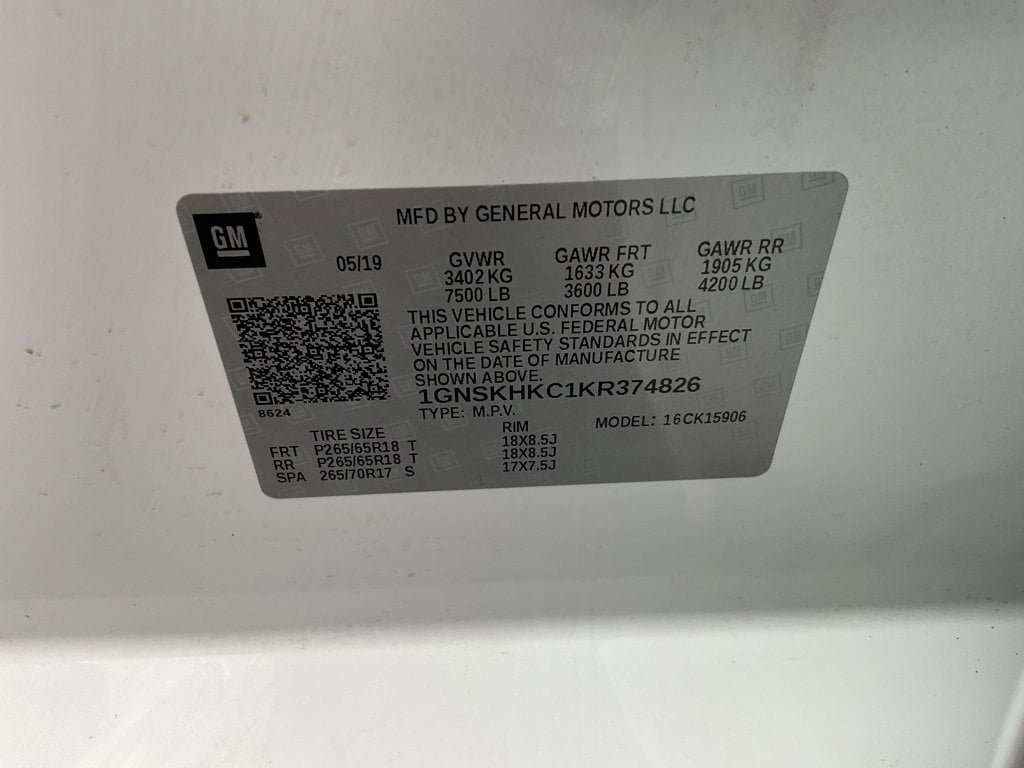 GM
MFD BY GENERAL MOTORS LLC
05/19
GVWR GAWR FRT GAWR RR
3402 KG 1633 KG 1905 KG
7500 LB 3600 LB 4200 LB
THIS VEHICLE CONFORMS TO ALL
APPLICABLE U.S. FEDERAL MOTOR
VEHICLE SAFETY STANDARDS IN EFFECT
ON THE DATE OF MANUFACTURE
SHOWN ABOVE.
1GNSKHKC1KR374826
8624
TYPE: M.P.V. MODEL: 16CK15906
TIRE SIZE RIM
FRT P265/65R18 T 18X8.5J
RR P265/65R18 T 18X8.5J
SPA 265/70R17 S 17X7.5J